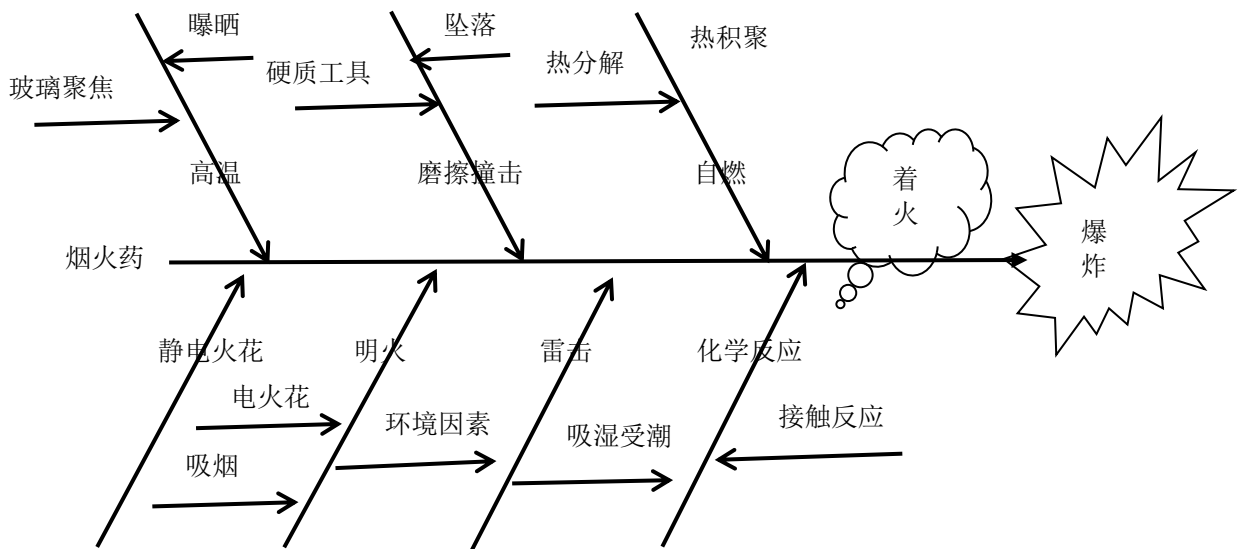 曝晒
坠落
热积聚
玻璃聚焦
硬质工具
热分解
高温
磨擦撞击
自燃
着
火
烟火药
爆
炸
静电火花
明火
雷击
化学反应
电火花
环境因素
吸湿受潮
接触反应
吸烟